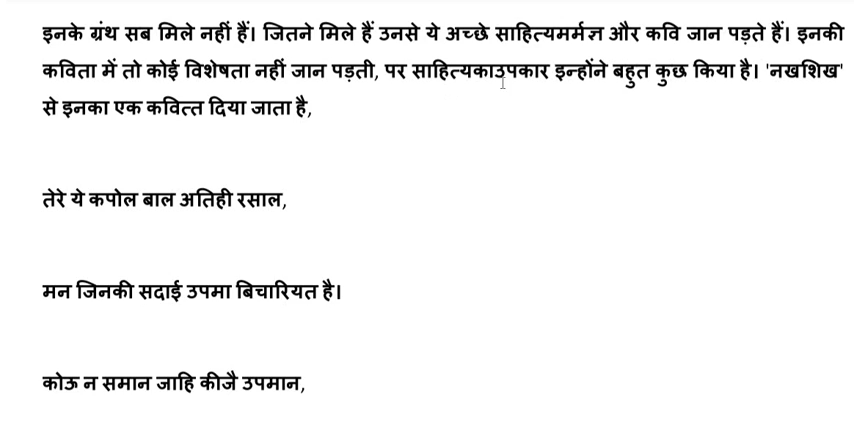 इनके ग्रंथ सब मिले नहीं हैं। जितने मिले हैं उनसे ये अच्छे साहित्यमर्मज्ञ और कवि जान पड़ते हैं। इनकी
कविता में तो कोई विशेषता नहीं जान पड़ती, पर साहित्यकाउपकार इन्होंने बहुत कुछ किया है। 'नखशिख'
से इनका एक कवित्त दिया जाता है,
तेरे ये कपोल बाल अतिही रसाल,
मन जिनकी सदाई उपमा बिचारियत है।
कोऊ न समान जाहि कीजै उपमान,